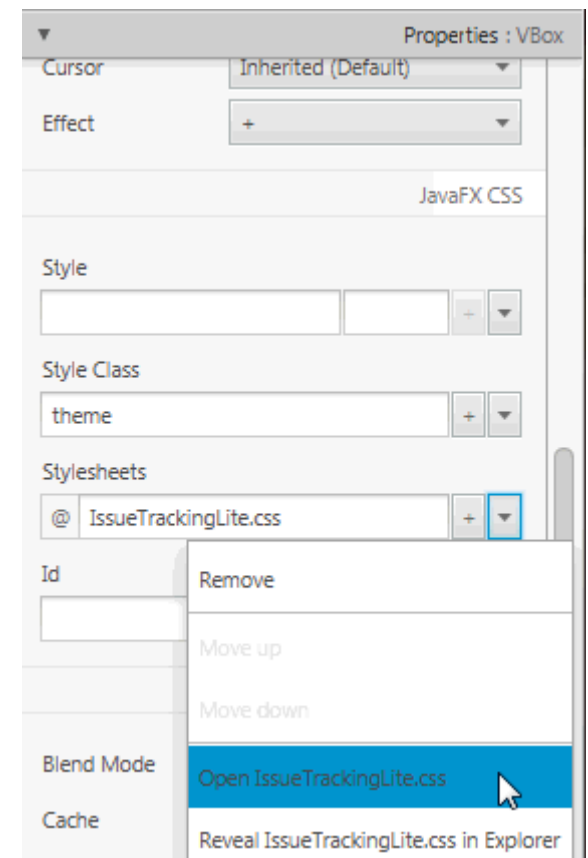 Properties : VBox
Cursor Inherited (Default)
Effect +
JavaFX CSS
Style
+
Style Class
theme +
Stylesheets
@ IssueTrackingLite.css +
Id
Remove
Move up
Move down
Blend Mode
Open IssueTrackingLite.css
Cache
Reveal IssueTrackingLite.css in Explorer